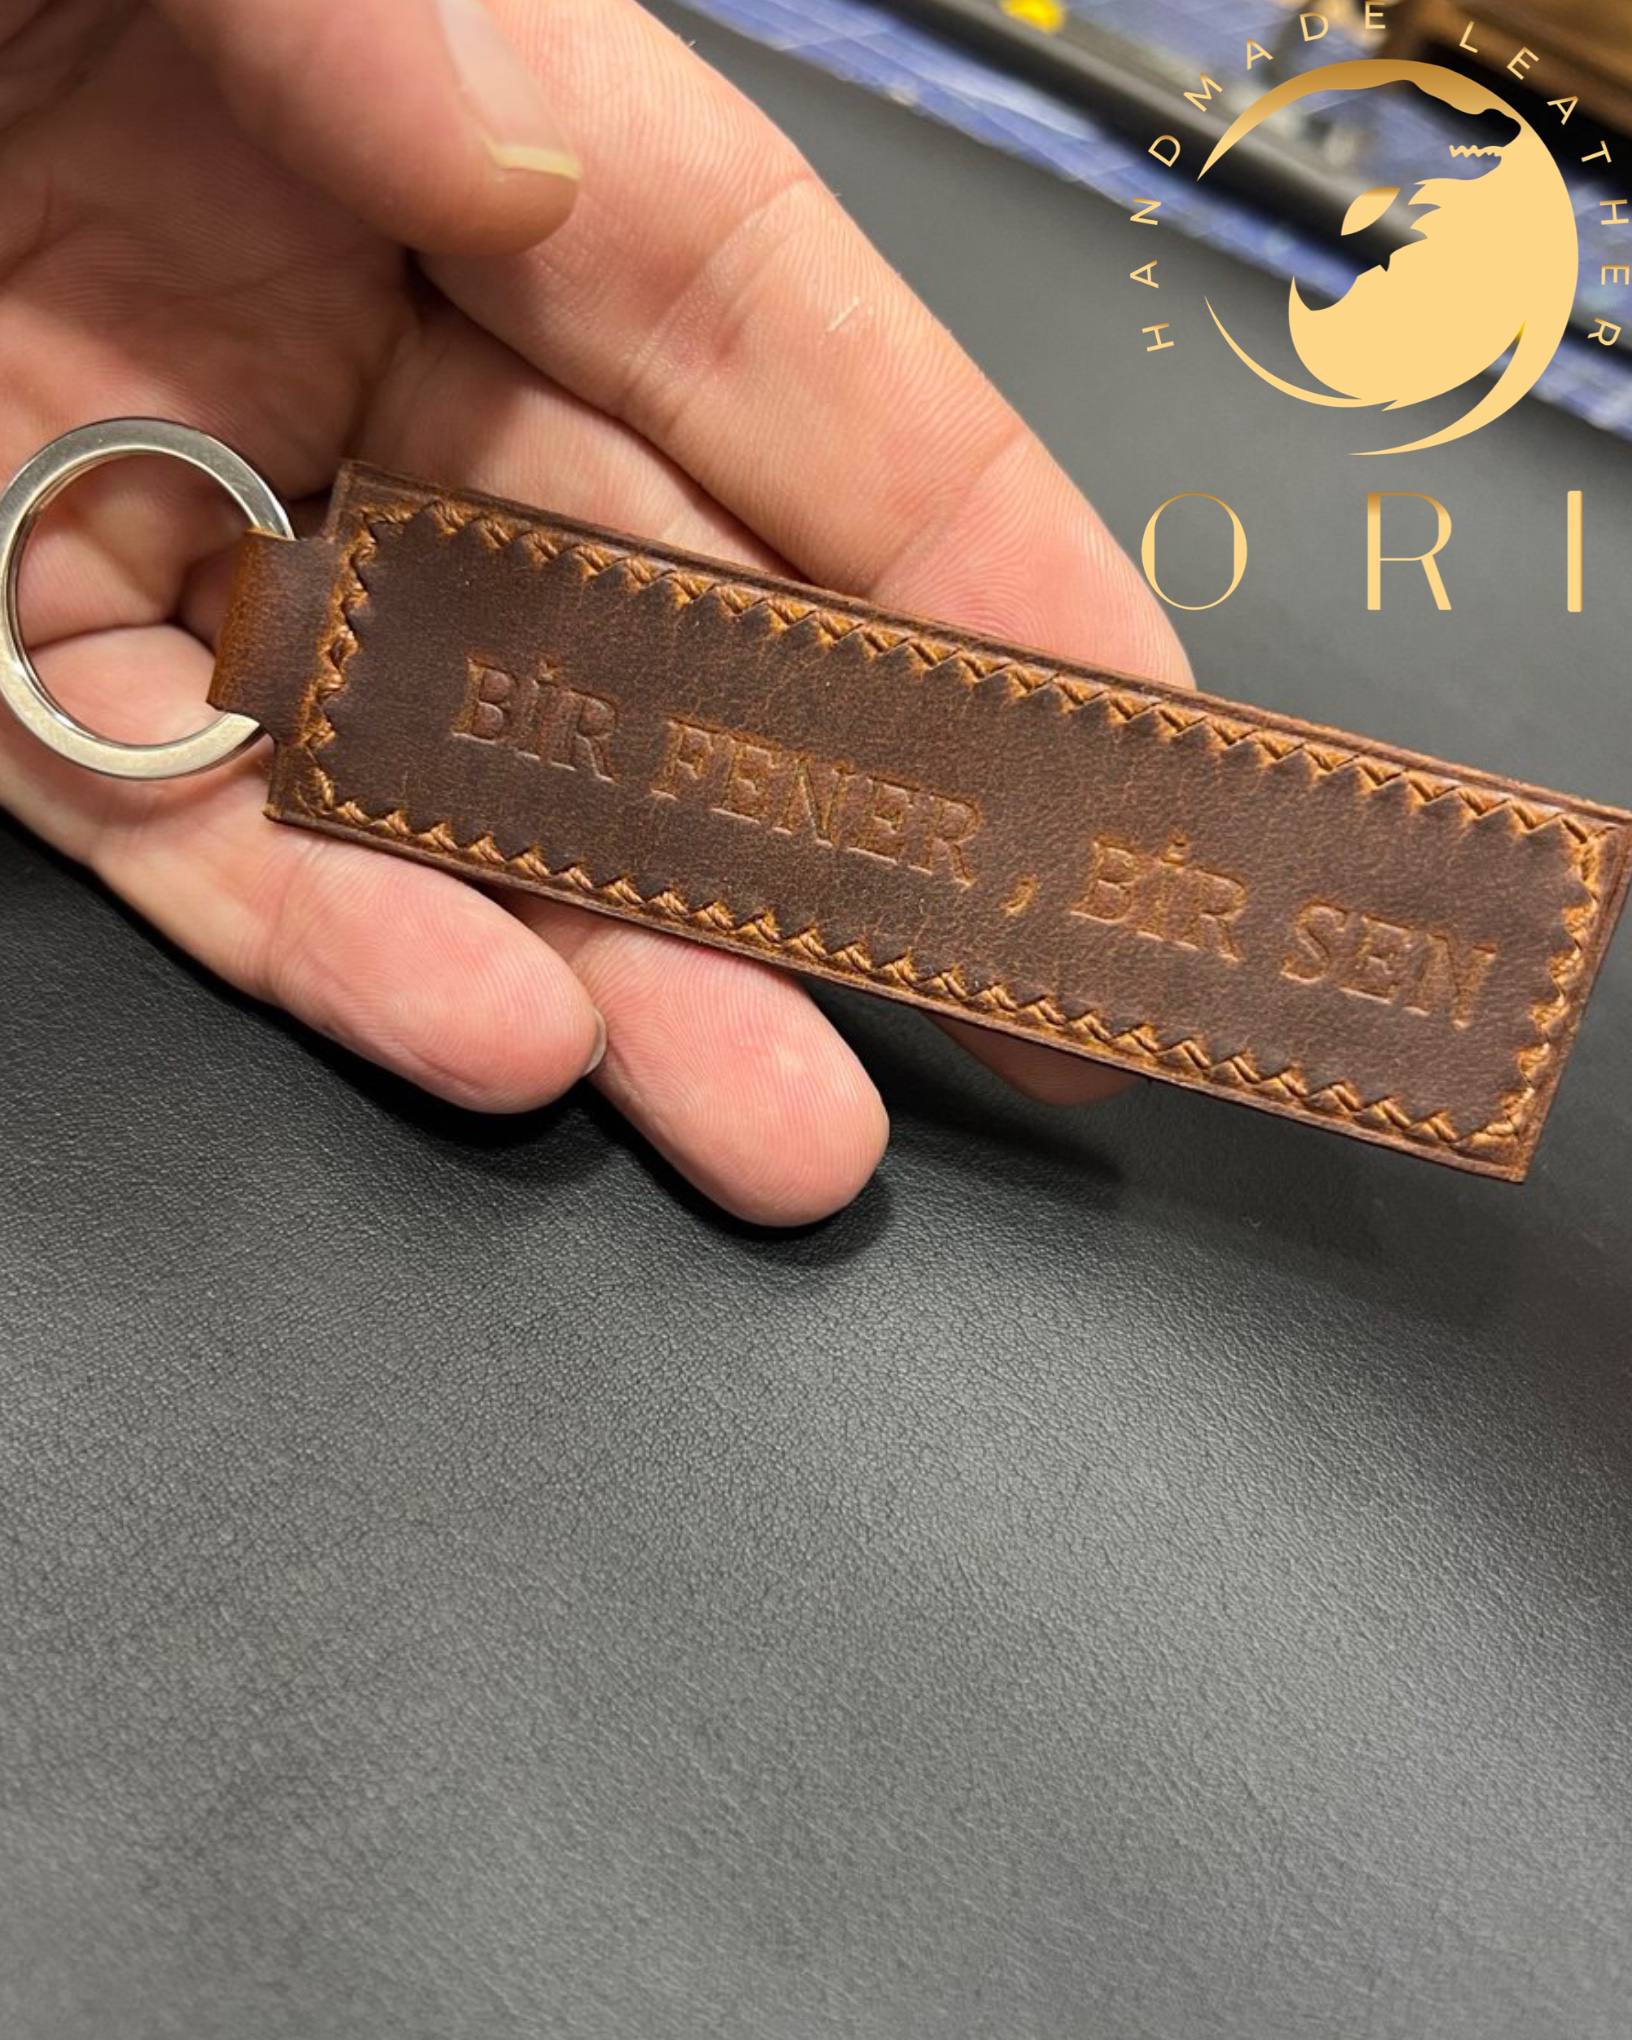 HANDMADE LEATHER
ORI
BİR FENER , BİR SEN